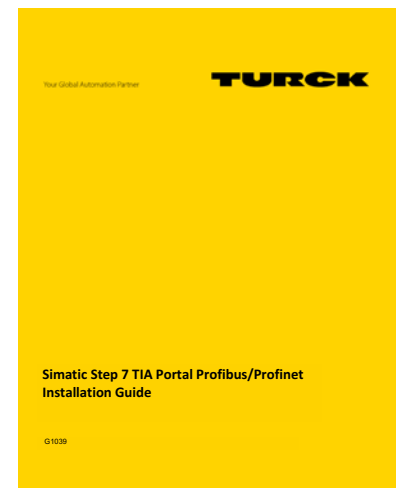 Your Global Automation Partner
TURCK
Simatic Step 7 TIA Portal Profibus/Profinet
Installation Guide
G1039